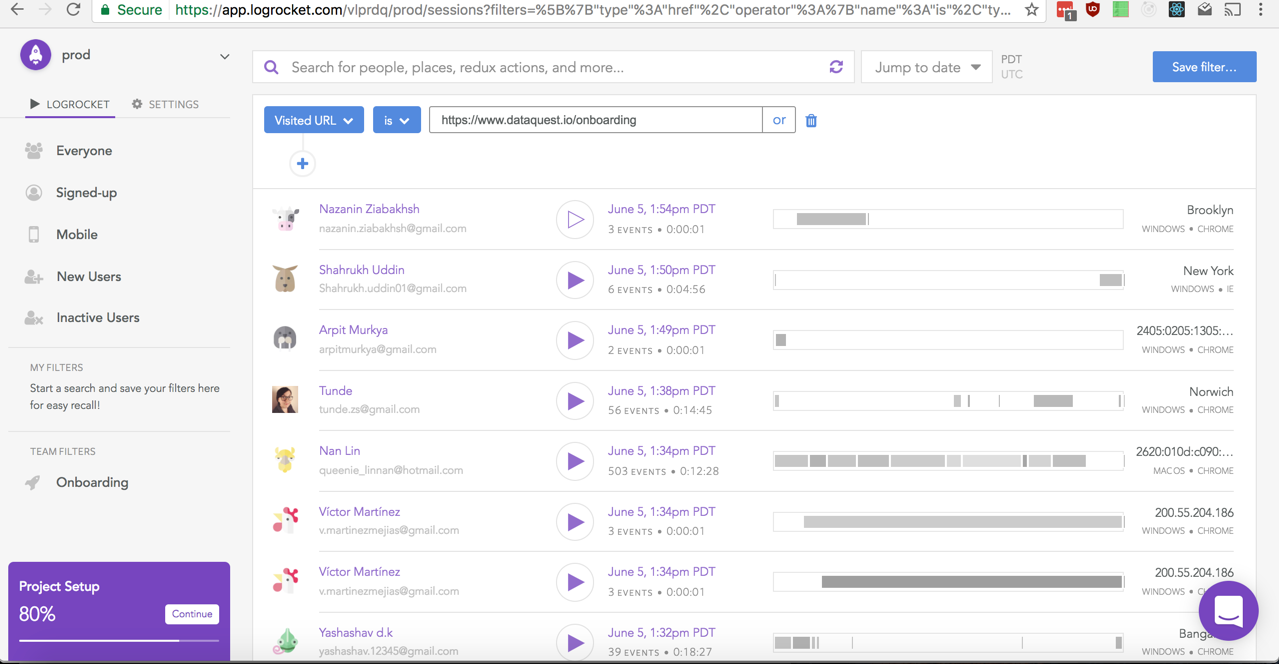 Secure https://app.logrocket.com/vlprdq/prod/sessions?filters=%5B%7B"type"%3A"href"%2C"operator"%3A%7B"name"%3A"is"%2C"ty...
1
prod
Search for people, places, redux actions, and more...
Jump to date
PDT
UTC
Save filter...
LOGROCKET SETTINGS
Visited URL is https://www.dataquest.io/onboarding or
Everyone
Signed-up
Mobile
New Users
Inactive Users
MY FILTERS
Start a search and save your filters here
for easy recall!
TEAM FILTERS
Onboarding
Project Setup
80%
Continue
Nazanin Ziabakhsh June 5, 1:54pm PDT Brooklyn
nazanin.ziabakhsh@gmail.com 3 EVENTS • 0:00:01 WINDOWS • CHROME
Shahrukh Uddin June 5, 1:50pm PDT New York
Shahrukh.uddin01@gmail.com 6 EVENTS • 0:04:56 WINDOWS • IE
Arpit Murkya June 5, 1:49pm PDT 2405:0205:1305:...
arpitmurkya@gmail.com 2 EVENTS • 0:00:01 WINDOWS • CHROME
Tunde June 5, 1:38pm PDT Norwich
tunde.zs@gmail.com 56 EVENTS • 0:14:45 WINDOWS • CHROME
Nan Lin June 5, 1:34pm PDT 2620:010d:c090:...
queenie_linnan@hotmail.com 503 EVENTS • 0:12:28 MACOS • CHROME
Víctor Martínez June 5, 1:34pm PDT 200.55.204.186
v.martinezmejias@gmail.com 3 EVENTS • 0:00:01 WINDOWS • CHROME
Víctor Martínez June 5, 1:34pm PDT 200.55.204.186
v.martinezmejias@gmail.com 3 EVENTS • 0:00:01 WINDOWS
Yashashav d.k June 5, 1:32pm PDT
yashashav.12345@gmail.com 39 EVENTS • 0:18:27 WINDOWS • CHROME